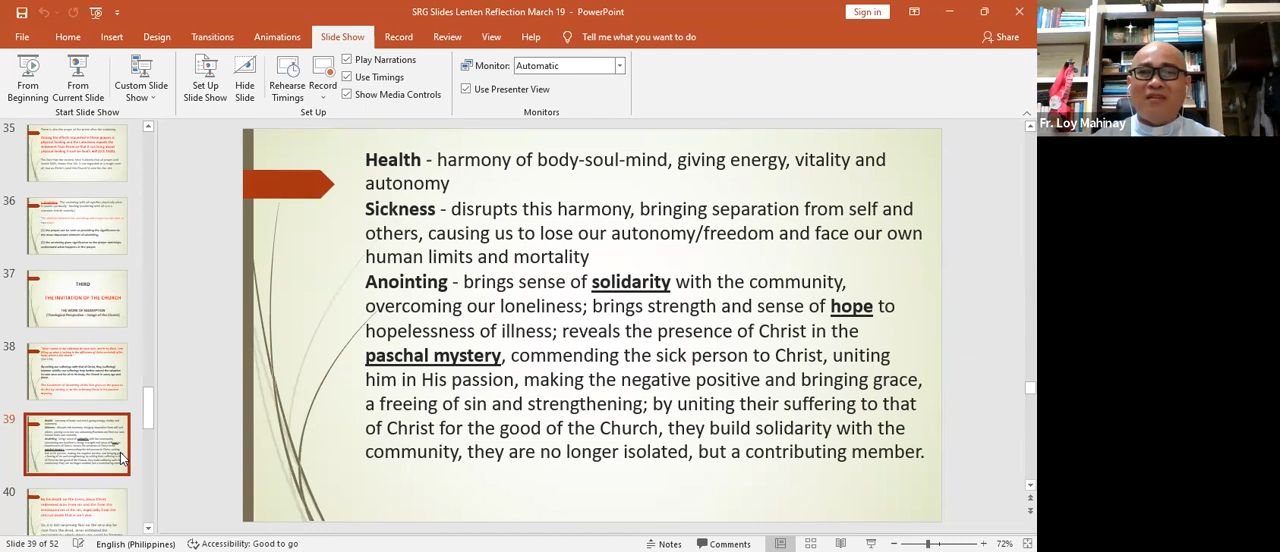 SRG Slides Lenten Reflection March 19 - PowerPoint
Sign in
File Home Insert Design Transitions Animations Slide Show Record Review View Help Tell me what you want to do Share
From Beginning
From Current Slide
Custom Slide Show
Start Slide Show
Set Up Slide Show
Hide Slide
Rehearse Timings
Record
Play Narrations
Use Timings
Show Media Controls
Set Up
Monitor: Automatic
Use Presenter View
Monitors
Fr. Loy Mahinay
35
36
37
THIRD
THE INVITATION OF THE CHURCH
38
39
40
Health - harmony of body-soul-mind, giving energy, vitality and
autonomy
Sickness - disrupts harmony, bringing separation from self and
others, causing us to lose our autonomy/freedom and face our own
human limits and mortality
Anointing - brings sense of solidarity with the community,
overcoming our loneliness; brings strength and sense of hope to
hopelessness of illness: reveals the presence of Christ in the
paschal mystery, commending the sick person to Christ, uniting
them in His passion; making the negative positive and bringing grace,
a freeing of sin and strengthening; by uniting their suffering to that
of Christ for the good of the Church, they build solidarity with the
community, they are no longer isolated, but a contributing member.
Slide 39 of 52
English (Philippines)
Accessibility: Good to go
Notes
Comments
72%